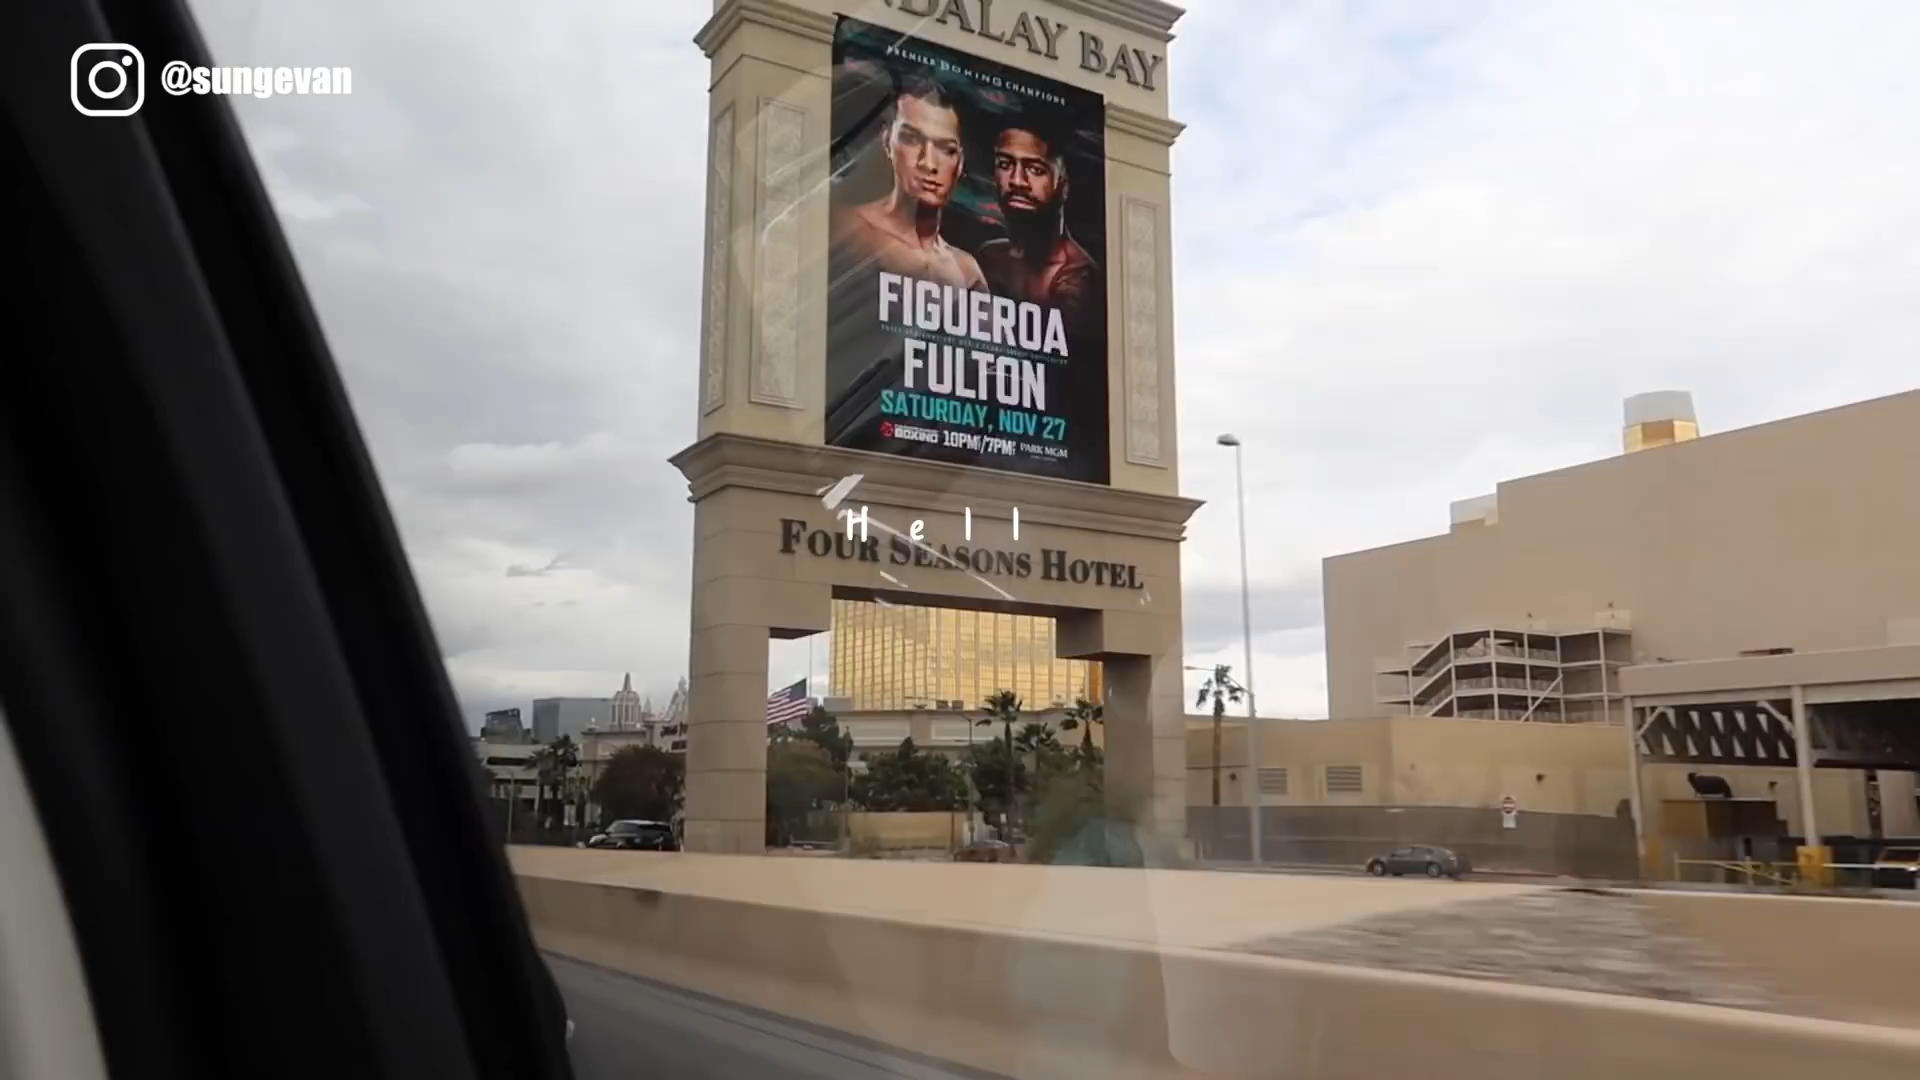 @sungevan
NDALAY BAY
PREMIER BOXING CHAMPIONS
FIGUEROA
FULTON
SATURDAY, NOV 27
BOXING 10PM/7PM PARK MGM
Hell
FOUR SEASONS HOTEL